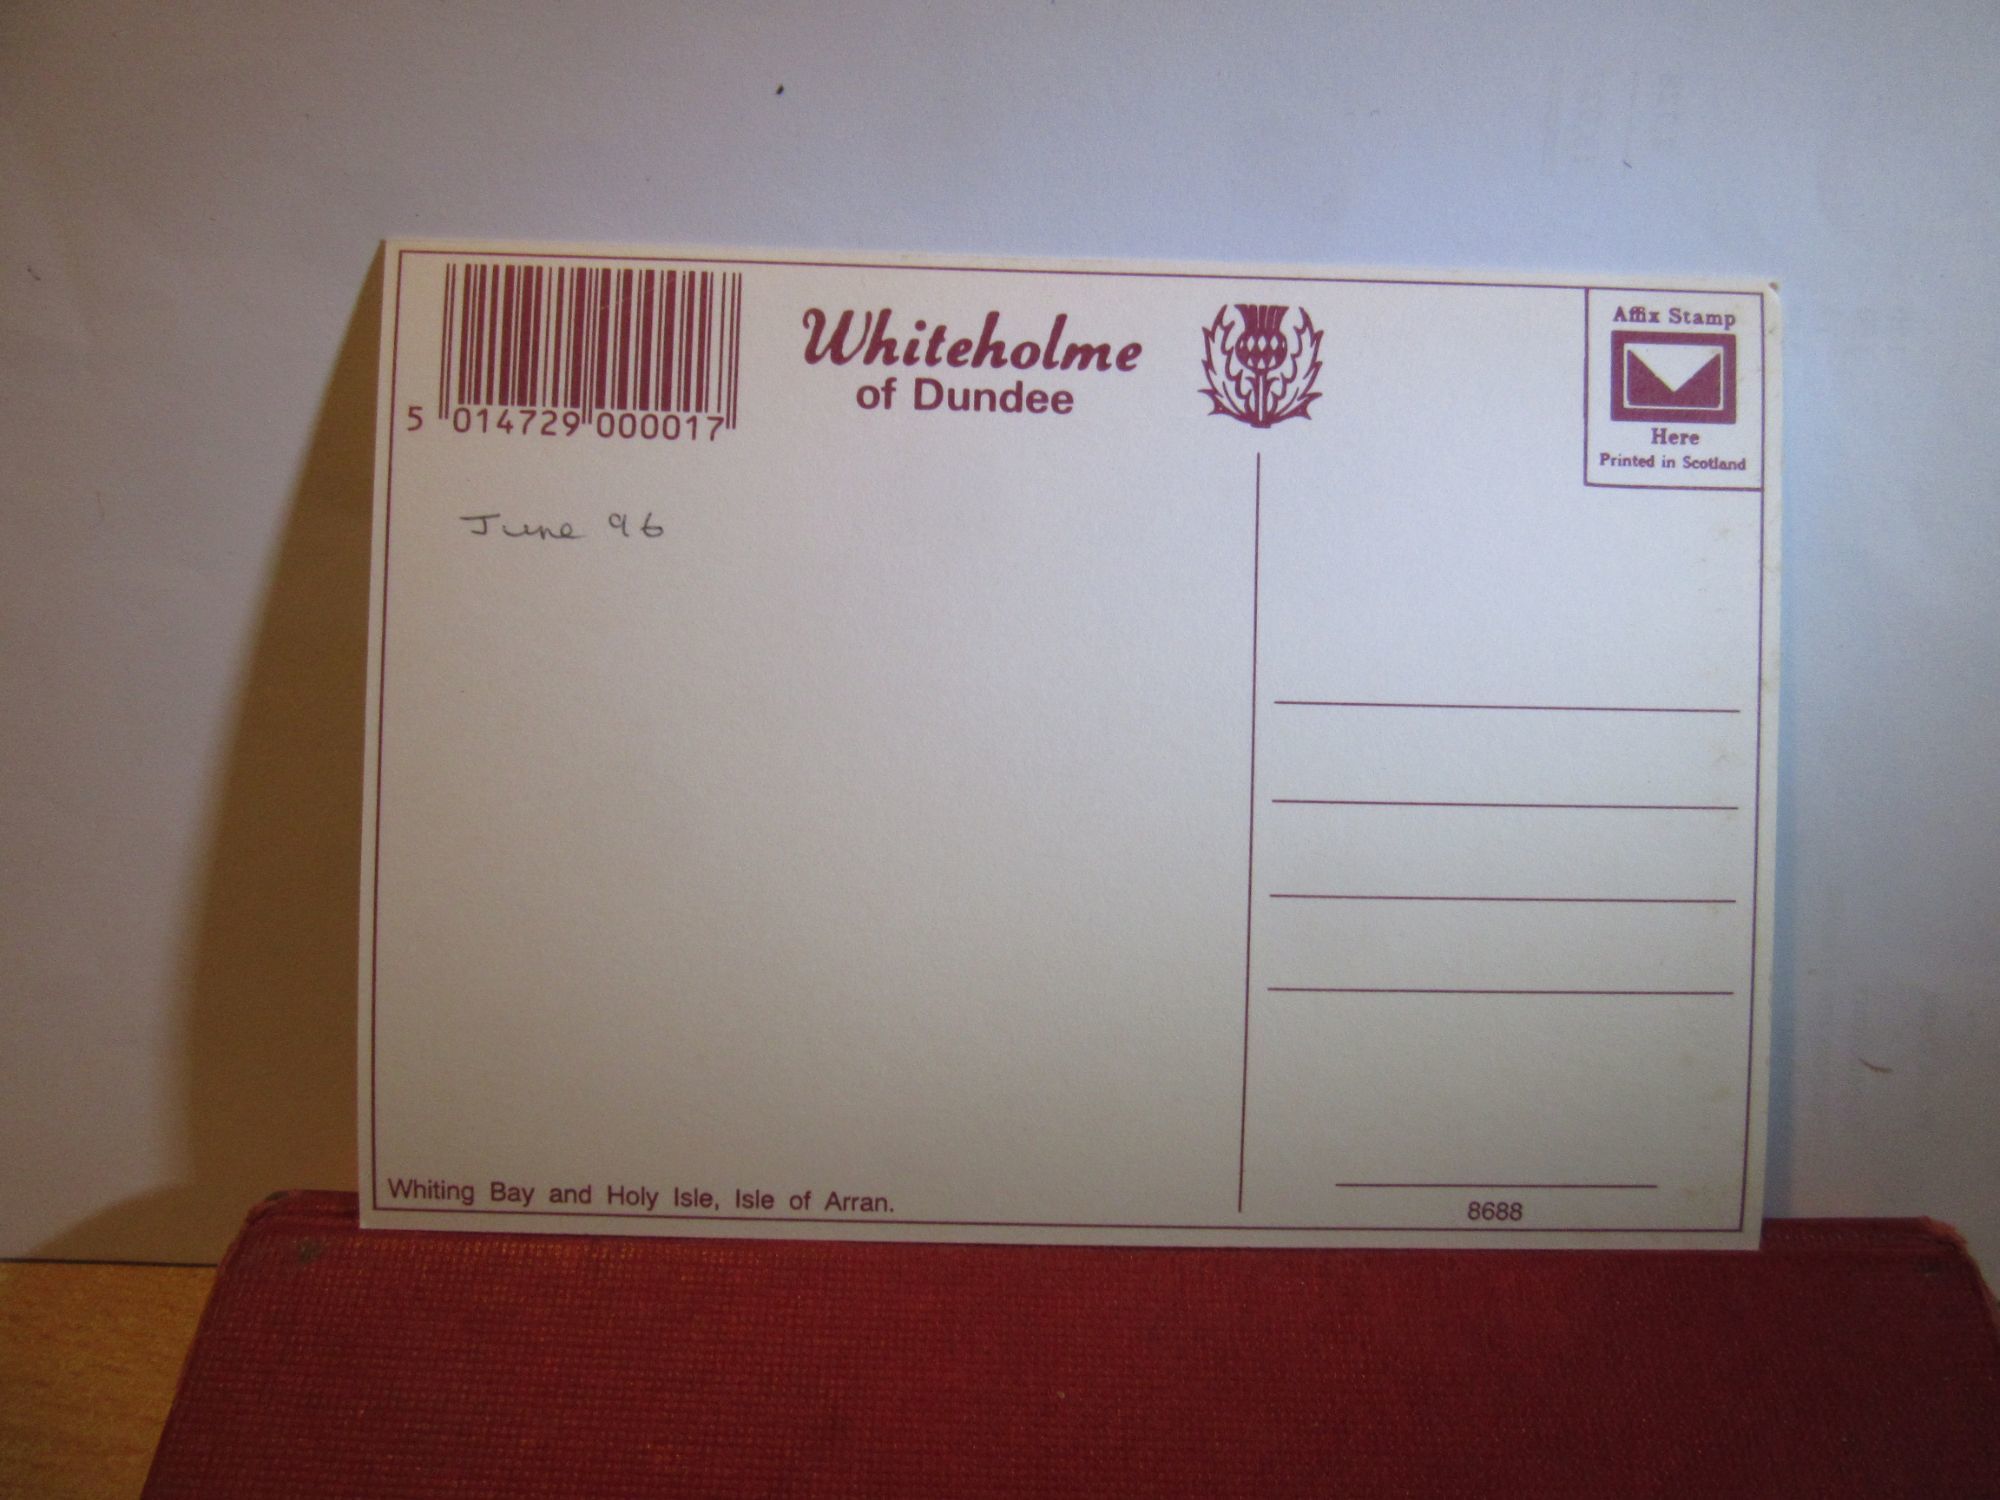 5 014729 000017
Whiteholme
of Dundee
Affix Stamp
Here
Printed in Scotland
June 96
Whiting Bay and Holy Isle, Isle of Arran.
8688